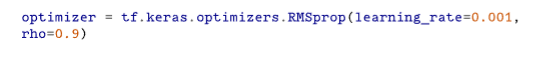 optimizer = tf.keras.optimizers.RMSprop(learning_rate=0.001,
rho=0.9)